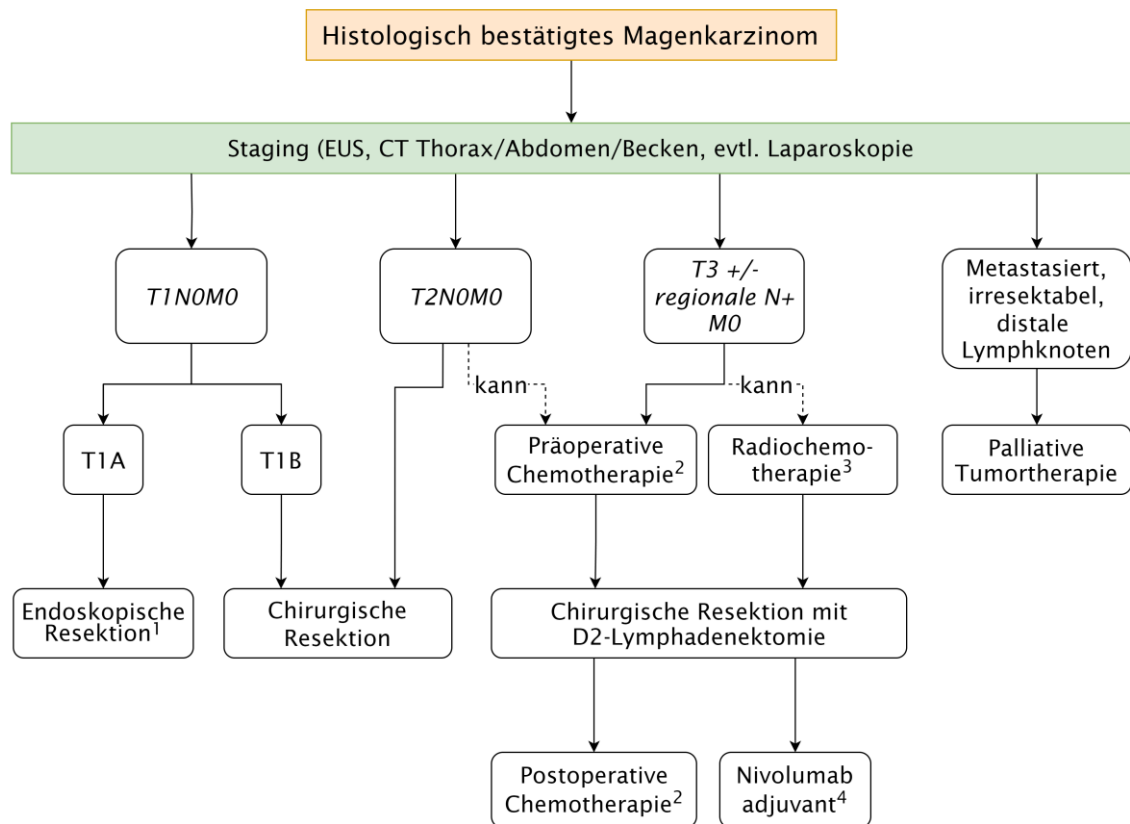 Histologisch bestätigtes Magenkarzinom
Staging (EUS, CT Thorax/Abdomen/Becken, evtl. Laparoskopie
T1N0M0
T2N0M0
T3 +/-
regionale N+
M0
Metastasiert,
irresektabel,
distale
Lymphknoten
kann
kann
T1A
T1B
Präoperative
Chemotherapie²
Radiochemo-
therapie³
Palliative
Tumortherapie
Endoskopische
Resektion¹
Chirurgische
Resektion
Chirurgische Resektion mit
D2-Lymphadenektomie
Postoperative
Chemotherapie²
Nivolumab
adjuvant⁴